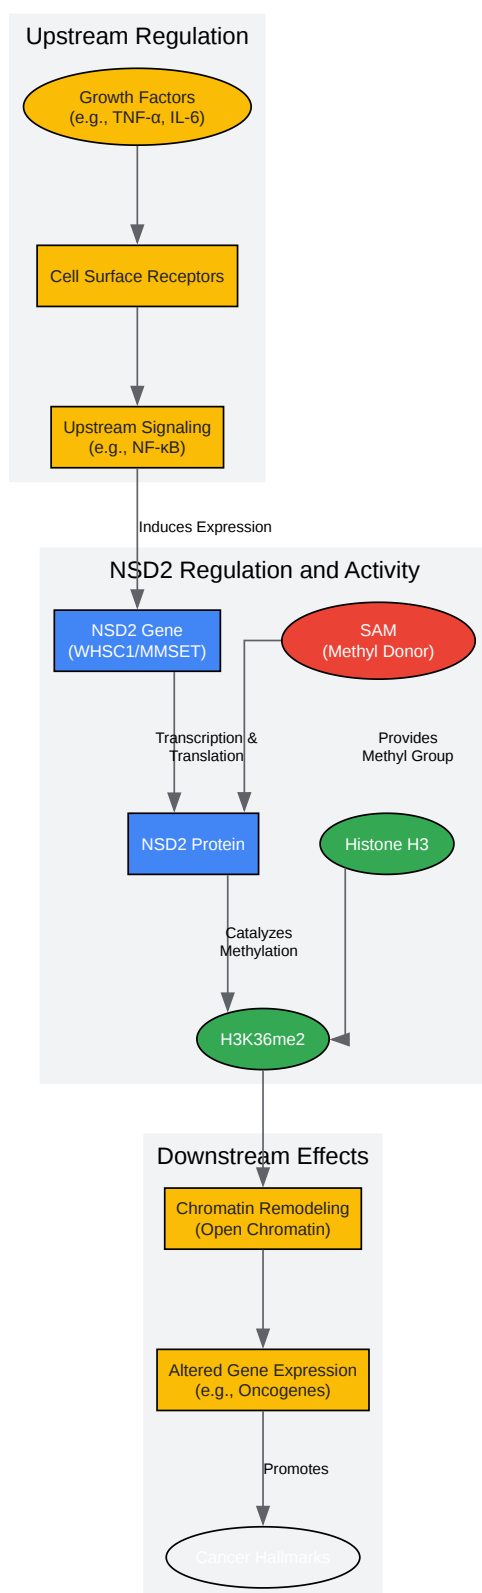 Upstream Regulation
Growth Factors
(e.g., TNF-α, IL-6)
Cell Surface Receptors
Upstream Signaling
(e.g., NF-κB)
Induces Expression
NSD2 Regulation and Activity
NSD2 Gene
(WHSC1/MMSET)
SAM
(Methyl Donor)
Transcription &
Translation
Provides
Methyl Group
NSD2 Protein
Histone H3
Catalyzes
Methylation
H3K36me2
Downstream Effects
Chromatin Remodeling
(Open Chromatin)
Altered Gene Expression
(e.g., Oncogenes)
Promotes
Cancer Hallmarks